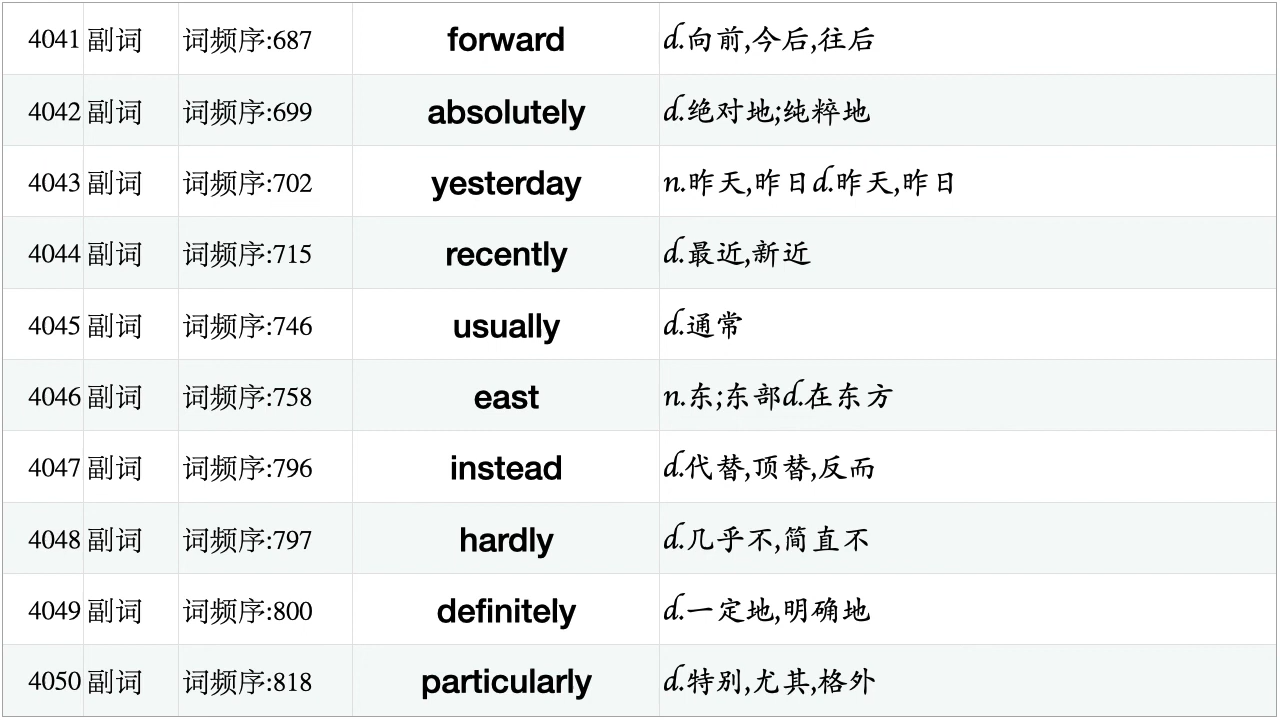 4041 副词 词频序:687 forward d.向前,今后,往后
4042 副词 词频序:699 absolutely d.绝对地;纯粹地
4043 副词 词频序:702 yesterday n.昨天,昨日d.昨天,昨日
4044 副词 词频序:715 recently d.最近,新近
4045 副词 词频序:746 usually d.通常
4046 副词 词频序:758 east n.东;东部d.在东方
4047 副词 词频序:796 instead d.代替,顶替,反而
4048 副词 词频序:797 hardly d.几乎不,简直不
4049 副词 词频序:800 definitely d.一定地,明确地
4050 副词 词频序:818 particularly d.特别,尤其,格外